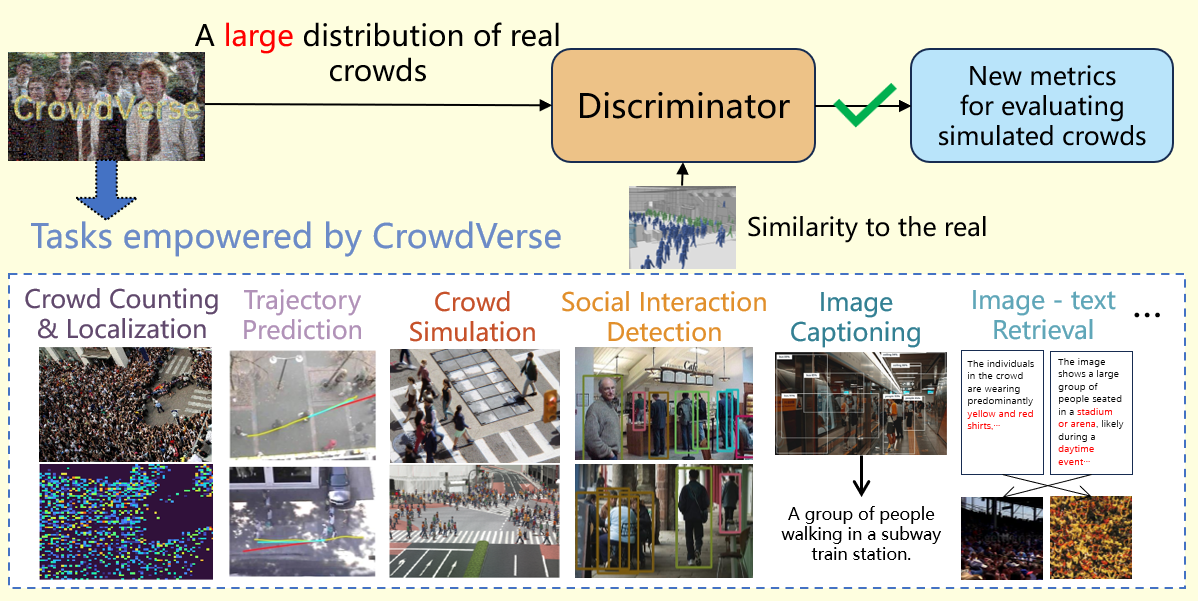 A large distribution of real
crowds
CrowdVerse
Discriminator
New metrics
for evaluating
simulated crowds
Tasks empowered by CrowdVerse
Similarity to the real
Crowd Counting
& Localization
Trajectory
Prediction
Crowd
Simulation
Social Interaction
Detection
Image
Captioning
Image - text
Retrieval
...
Cafe
The individuals
in the crowd
are wearing
predominantly
yellow and red
shirts,···
The image
shows a large
group of
people seated
in a stadium
or arena, likely
during a
daytime
event···
A group of people
walking in a subway
train station.